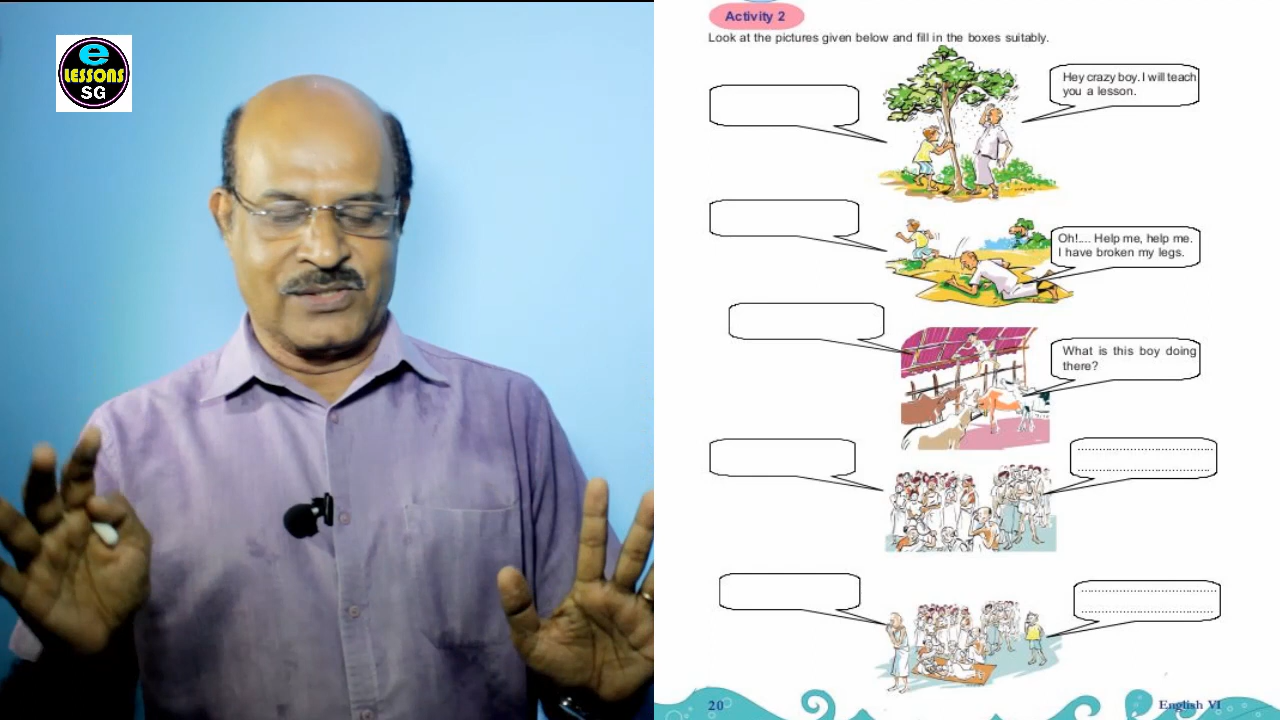 e
LESSONS
SG
Activity 2
Look at the pictures given below and fill in the boxes suitably.
Hey crazy boy. I will teach
you a lesson.
Oh!.... Help me, help me.
I have broken my legs.
What is this boy doing
there?
20
English VI